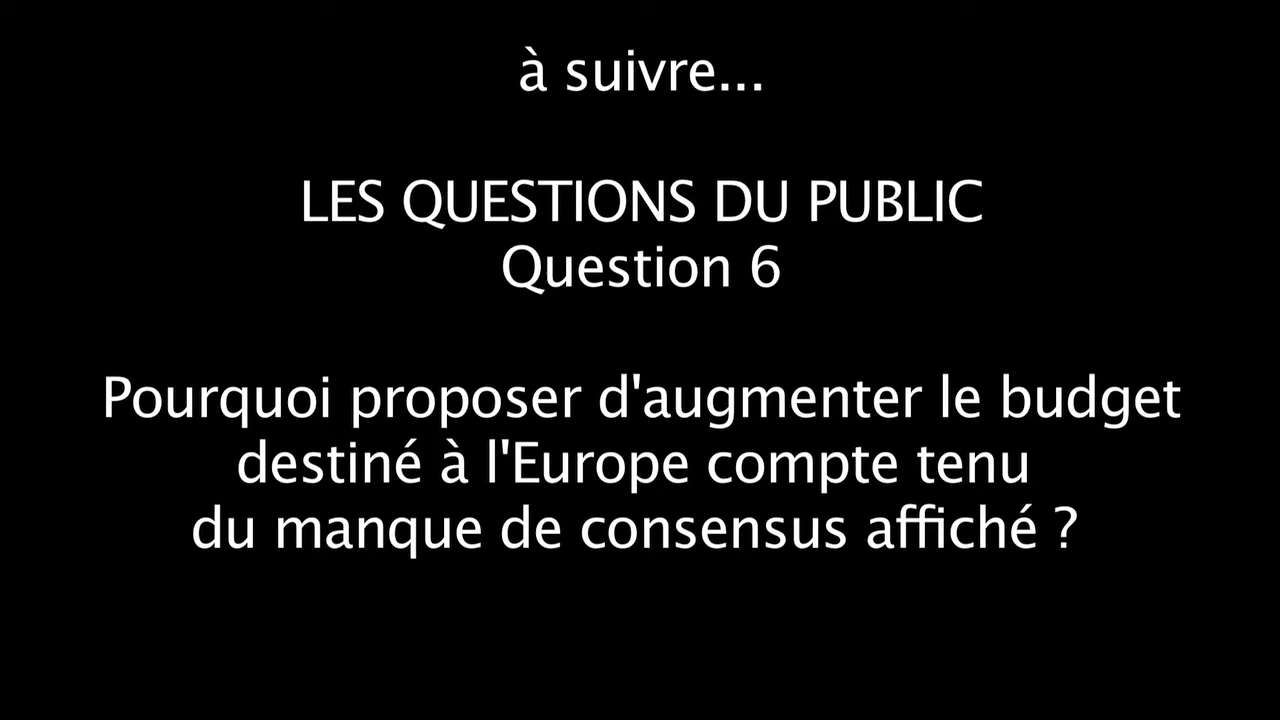 à suivre...
LES QUESTIONS DU PUBLIC
Question 6
Pourquoi proposer d'augmenter le budget
destiné à l'Europe compte tenu
du manque de consensus affiché ?